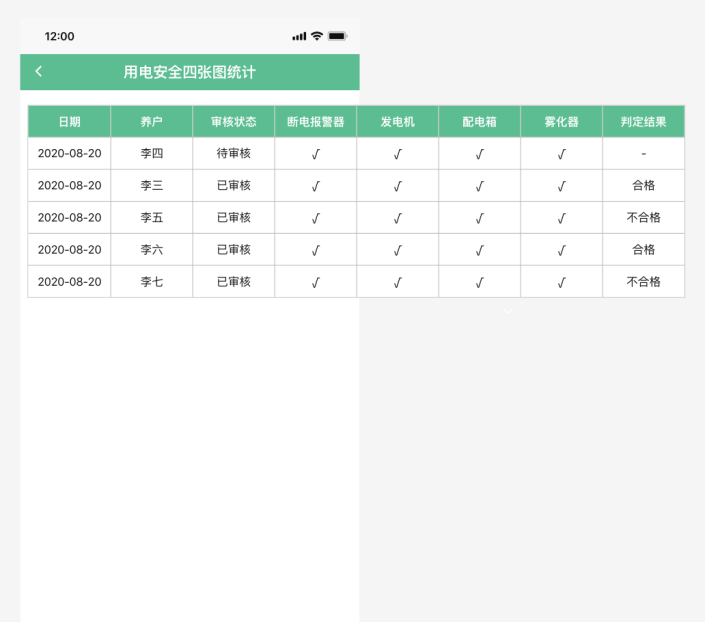 12:00
用电安全四张图统计
日期 养户 审核状态 断电报警器 发电机 配电箱 雾化器 判定结果
2020-08-20 李四 待审核 √ √ √ √ -
2020-08-20 李三 已审核 √ √ √ √ 合格
2020-08-20 李五 已审核 √ √ √ √ 不合格
2020-08-20 李六 已审核 √ √ √ √ 合格
2020-08-20 李七 已审核 √ √ √ √ 不合格